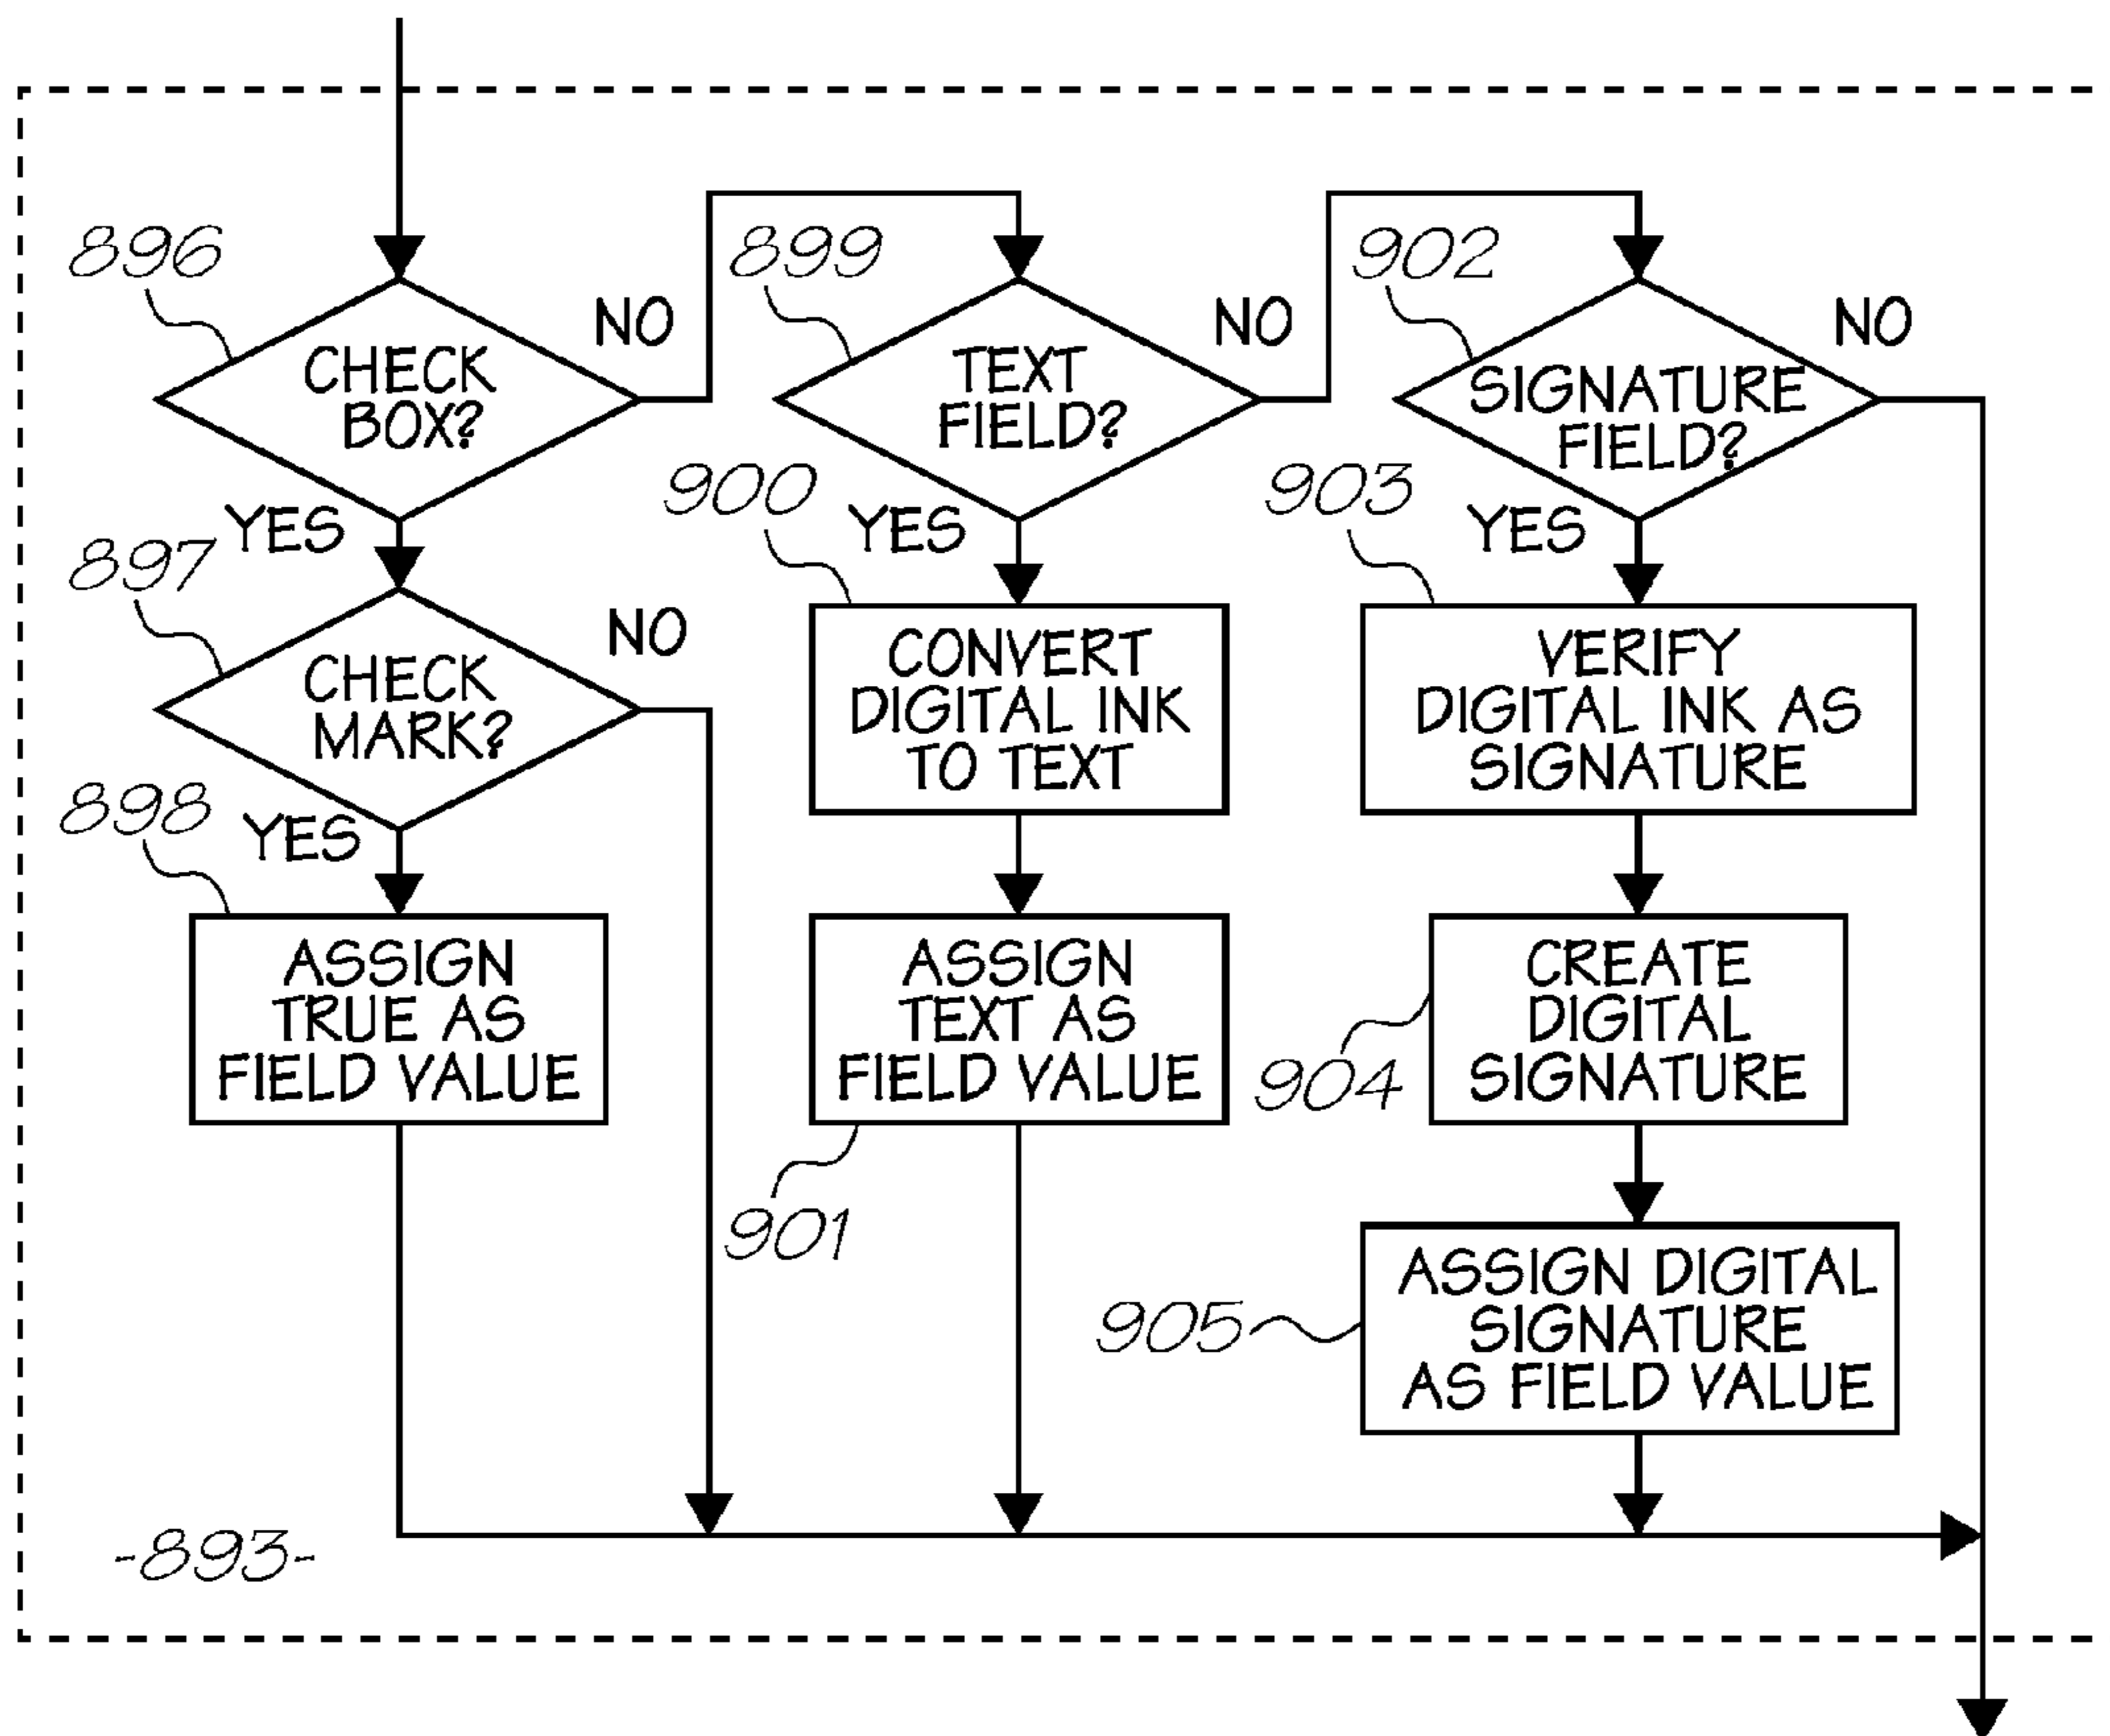 896
CHECK
BOX?
NO
YES
897
CHECK
MARK?
NO
YES
898
ASSIGN
TRUE AS
FIELD VALUE
899
TEXT
FIELD?
NO
YES
900
CONVERT
DIGITAL INK
TO TEXT
ASSIGN
TEXT AS
FIELD VALUE
901
902
SIGNATURE
FIELD?
NO
YES
903
VERIFY
DIGITAL INK AS
SIGNATURE
CREATE
DIGITAL
SIGNATURE
904
ASSIGN DIGITAL
SIGNATURE
AS FIELD VALUE
905
-893-